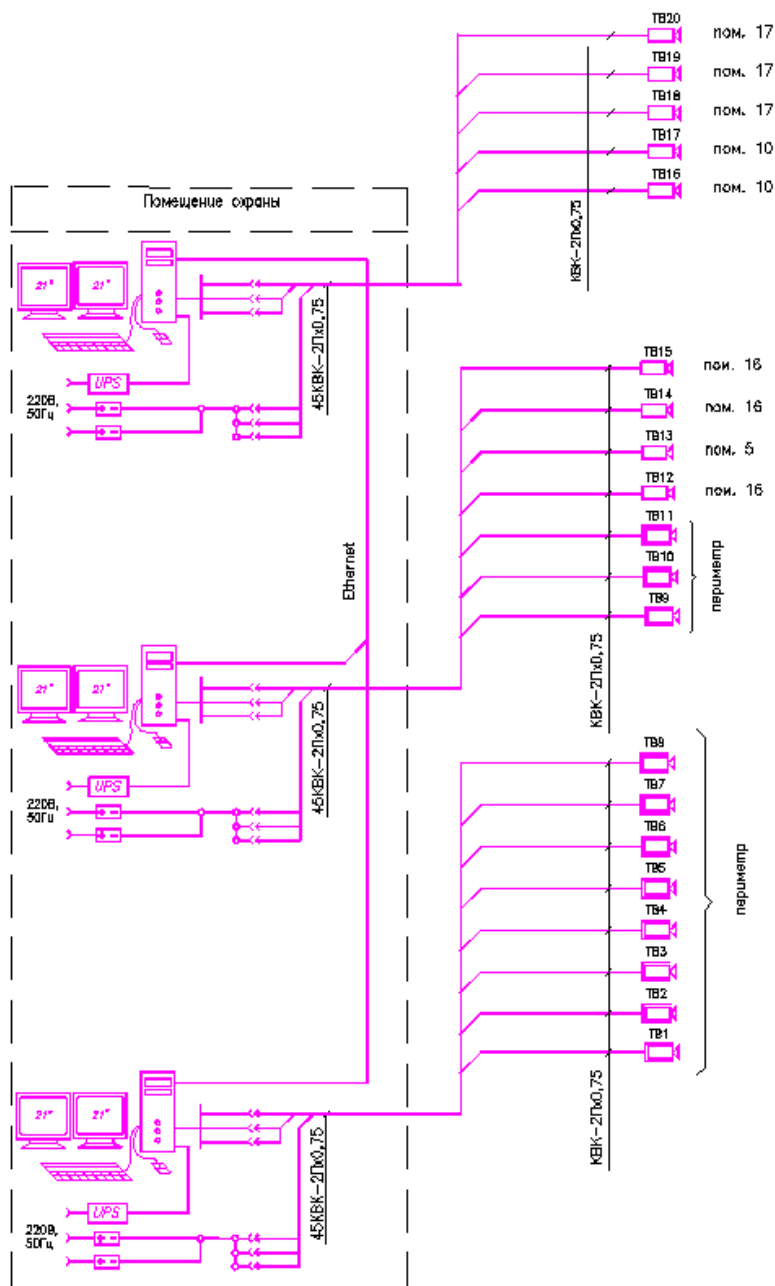 ТВ20
пом. 17
ТВ19
пом. 17
ТВ18
пом. 17
ТВ17
пом. 10
ТВ16
пом. 10
КВК-2Пх0,75
Помещение охраны
21"
21"
UPS
220В,
50Гц
45КВК-2Пх0,75
Ethernet
ТВ15
пом. 16
ТВ14
пом. 16
ТВ13
пом. 5
ТВ12
пом. 16
ТВ11
ТВ10
ТВ9
периметр
КВК-2Пх0,75
21"
21"
UPS
220В,
50Гц
45КВК-2Пх0,75
ТВ8
ТВ7
ТВ6
ТВ5
ТВ4
ТВ3
ТВ2
ТВ1
периметр
КВК-2Пх0,75
21"
21"
UPS
220В,
50Гц
45КВК-2Пх0,75